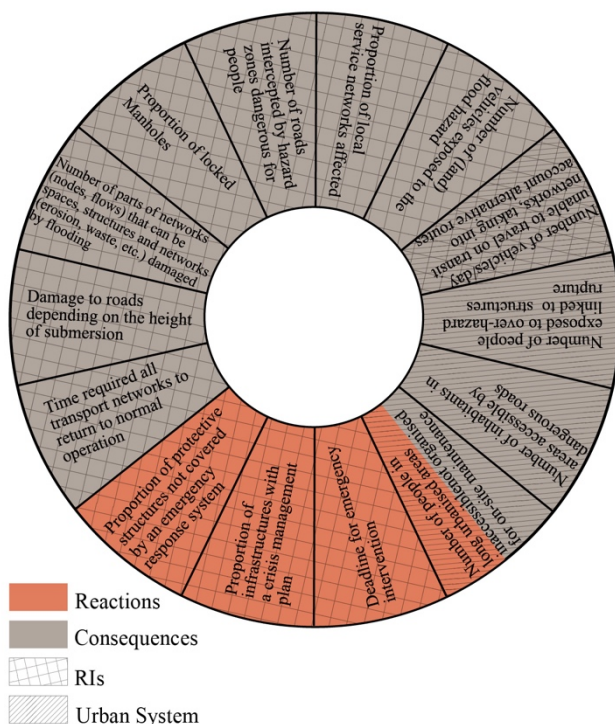 Number of roads
intercepted by hazard
zones dangerous for
people
Proportion of local
service networks affected
Number of (land)
vehicles exposed to the
flood hazard
Number of vehicles/day
unable to travel on transit
networks, taking into
account alternative routes
Number of people
exposed to over-hazard
linked to structures
rupture
Number of inhabitants in
areas accessible by
dangerous roads
Number of people in
long urbanised areas
organised
for on-site maintenance
Deadline for emergency
intervention
Proportion of
infrastructures with
a crisis management
plan
Proportion of protective
structures not covered
by an emergency
response system
Time required all
transport networks to
return to normal
operation
Damage to roads
depending on the height
of submersion
Number of parts of networks
(nodes, flows) that can be
spaces, structures and networks
(erosion, waste, etc.) damaged
by flooding
Proportion of locked
Manholes
Reactions
Consequences
RIs
Urban System